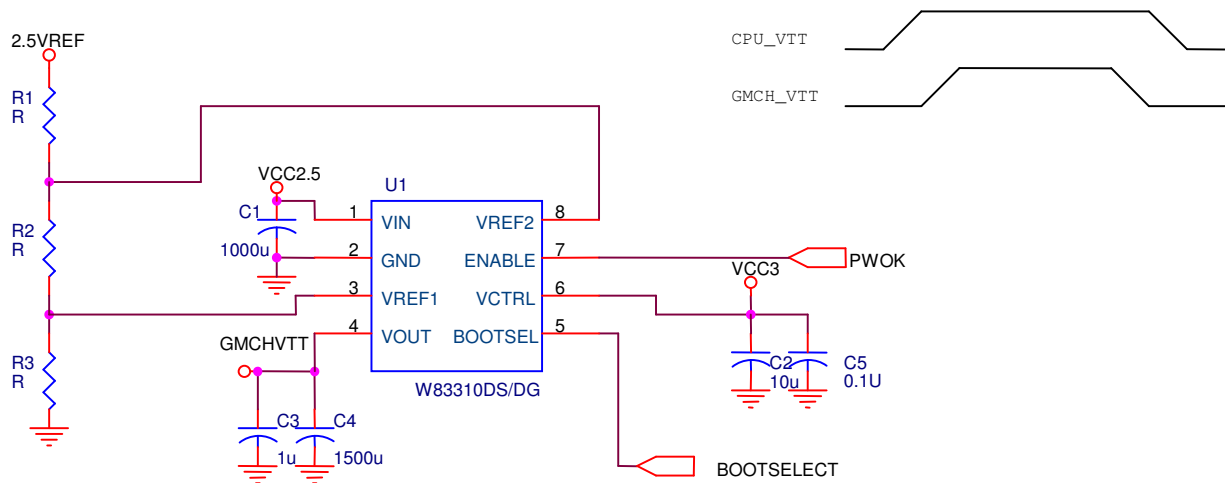 2.5VREF
R1
R
R2
R
R3
R
VCC2.5
C1
1000u
U1
1
VIN
VREF2
8
2
GND
ENABLE
7
3
VREF1
VCTRL
6
4
VOUT
BOOTSEL
5
W83310DS/DG
GMCHVTT
C3
1u
C4
1500u
PWOK
VCC3
C2
10u
C5
0.1U
BOOTSELECT
CPU_VTT
GMCH_VTT